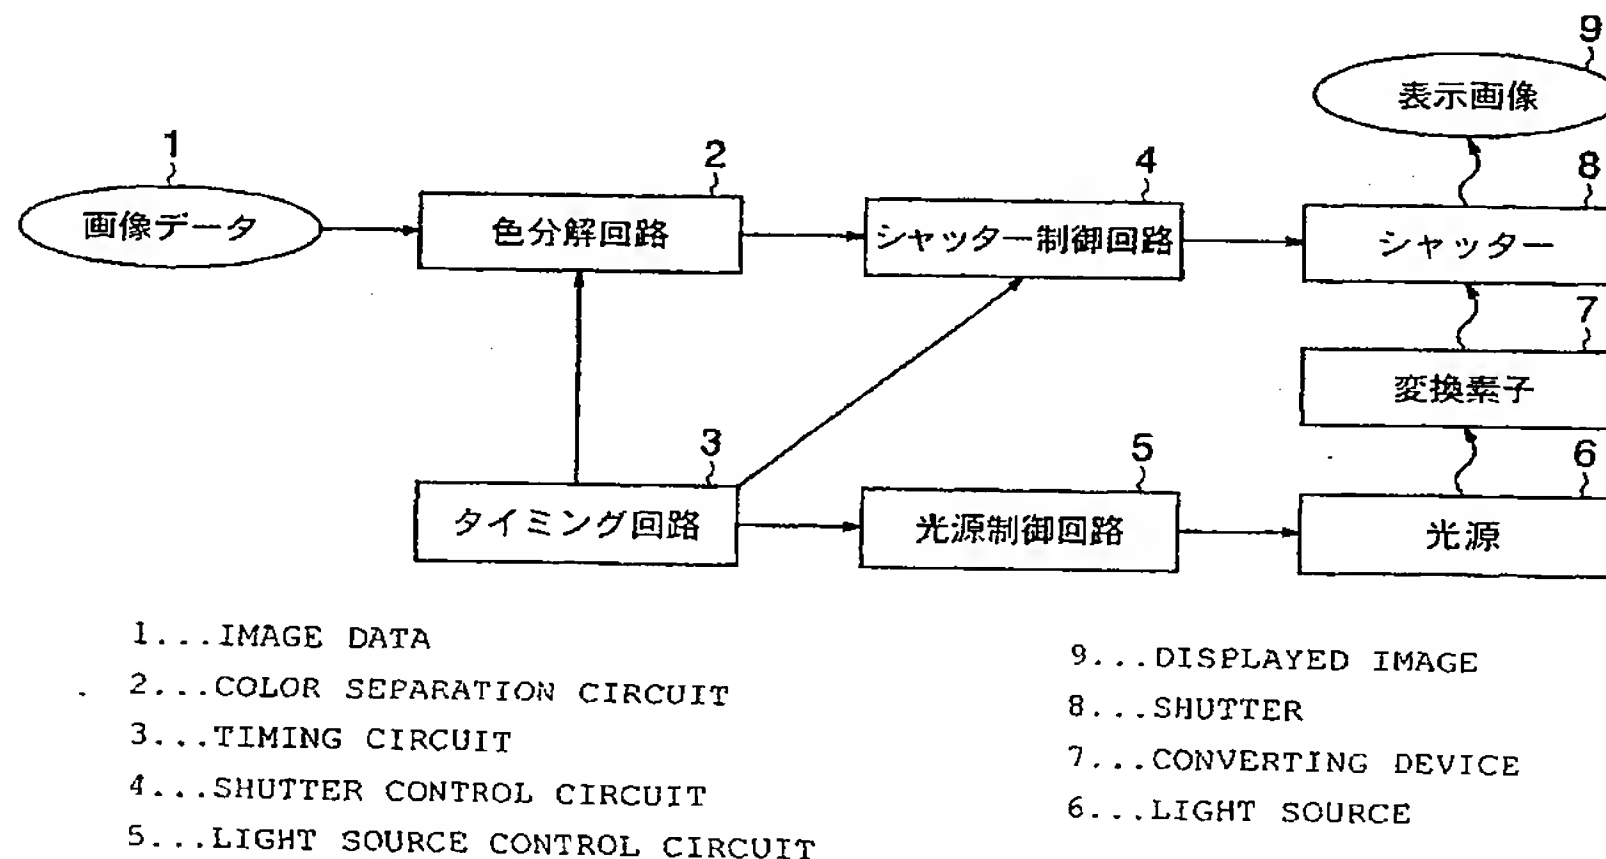 9
表示画像
1
画像データ
2
色分解回路
4
シャッター制御回路
8
シャッター
7
変換素子
3
タイミング回路
5
光源制御回路
6
光源
1...IMAGE DATA
2...COLOR SEPARATION CIRCUIT
3...TIMING CIRCUIT
4...SHUTTER CONTROL CIRCUIT
5...LIGHT SOURCE CONTROL CIRCUIT
9...DISPLAYED IMAGE
8...SHUTTER
7...CONVERTING DEVICE
6...LIGHT SOURCE